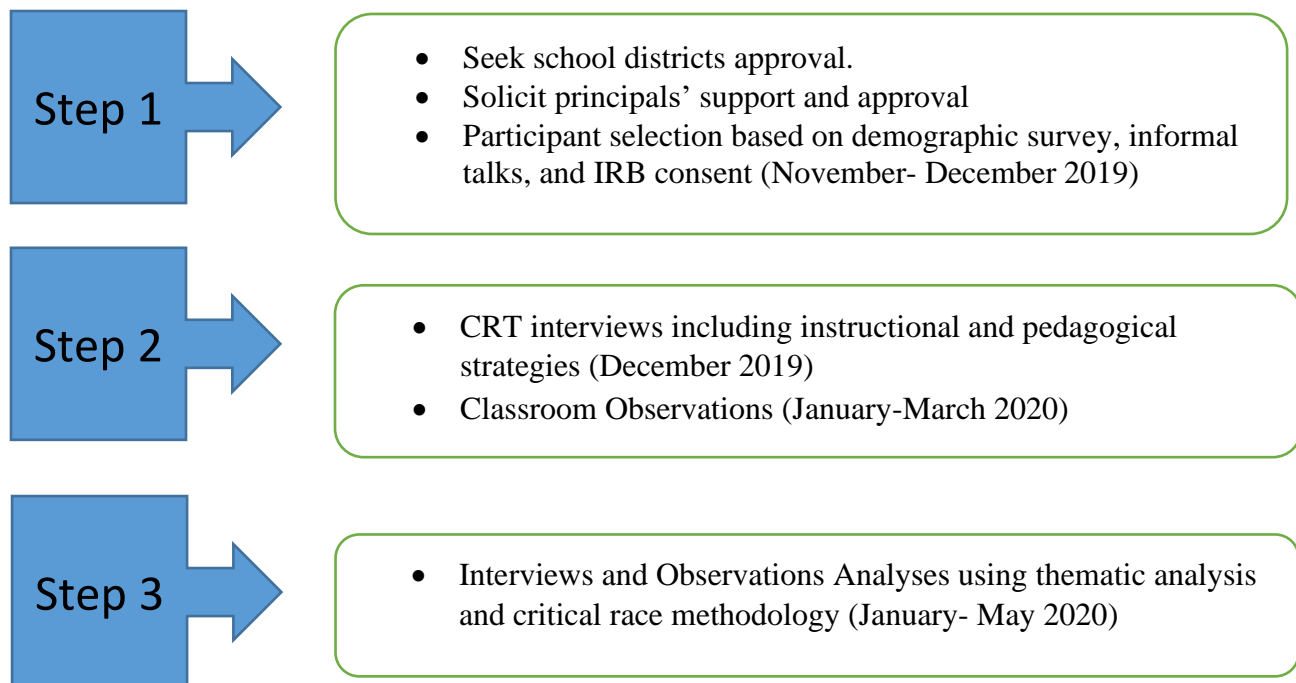 Step 1
• Seek school districts approval.
• Solicit principals’ support and approval
• Participant selection based on demographic survey, informal
talks, and IRB consent (November- December 2019)
Step 2
• CRT interviews including instructional and pedagogical
strategies (December 2019)
• Classroom Observations (January-March 2020)
Step 3
• Interviews and Observations Analyses using thematic analysis
and critical race methodology (January- May 2020)